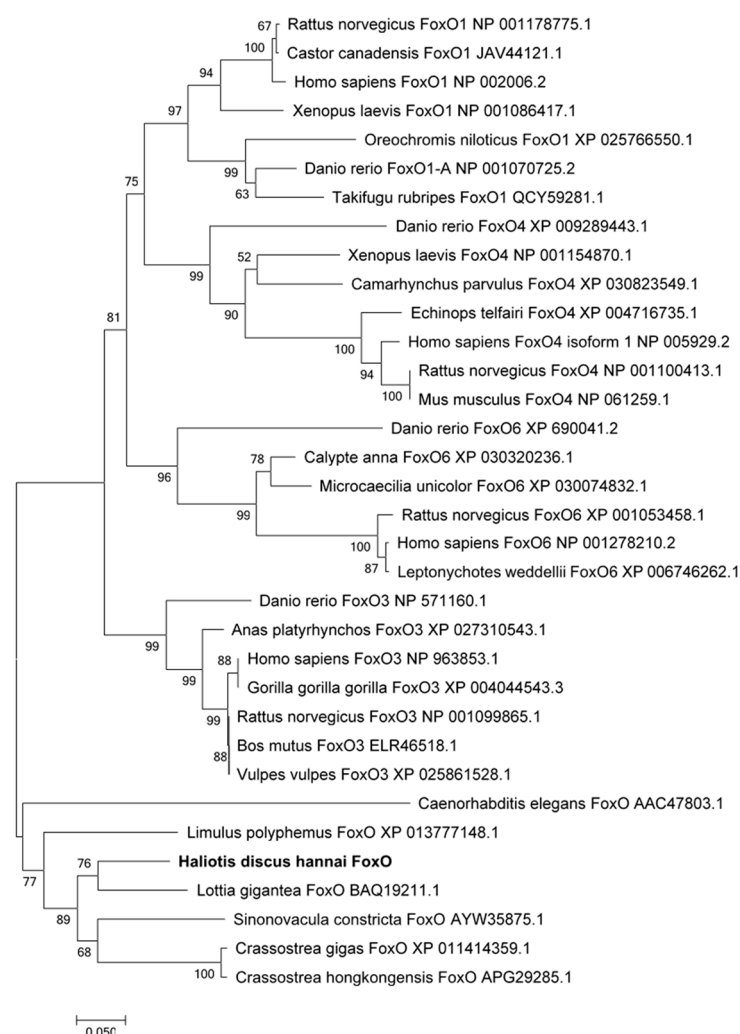 67
Rattus norvegicus FoxO1 NP 001178775.1
100
Castor canadensis FoxO1 JAV44121.1
94
Homo sapiens FoxO1 NP 002006.2
97
Xenopus laevis FoxO1 NP 001086417.1
Oreochromis niloticus FoxO1 XP 025766550.1
99
Danio rerio FoxO1-A NP 001070725.2
75
63
Takifugu rubripes FoxO1 QCY59281.1
Danio rerio FoxO4 XP 009289443.1
52
Xenopus laevis FoxO4 NP 001154870.1
99
Camarhynchus parvulus FoxO4 XP 030823549.1
90
Echinops telfairi FoxO4 XP 004716735.1
81
100
Homo sapiens FoxO4 isoform 1 NP 005929.2
94
Rattus norvegicus FoxO4 NP 001100413.1
100
Mus musculus FoxO4 NP 061259.1
Danio rerio FoxO6 XP 690041.2
78
Calypte anna FoxO6 XP 030320236.1
96
Microcaecilia unicolor FoxO6 XP 030074832.1
99
Rattus norvegicus FoxO6 XP 001053458.1
100
Homo sapiens FoxO6 NP 001278210.2
87
Leptonychotes weddellii FoxO6 XP 006746262.1
Danio rerio FoxO3 NP 571160.1
99
Anas platyrhynchos FoxO3 XP 027310543.1
88
Homo sapiens FoxO3 NP 963853.1
99
Gorilla gorilla gorilla FoxO3 XP 004044543.3
99
Rattus norvegicus FoxO3 NP 001099865.1
Bos mutus FoxO3 ELR46518.1
88
Vulpes vulpes FoxO3 XP 025861528.1
Caenorhabditis elegans FoxO AAC47803.1
Limulus polyphemus FoxO XP 013777148.1
76
Haliotis discus hannai FoxO
77
Lottia gigantea FoxO BAQ19211.1
89
Sinonovacula constricta FoxO AYW35875.1
68
Crassostrea gigas FoxO XP 011414359.1
100
Crassostrea hongkongensis FoxO APG29285.1
0.050